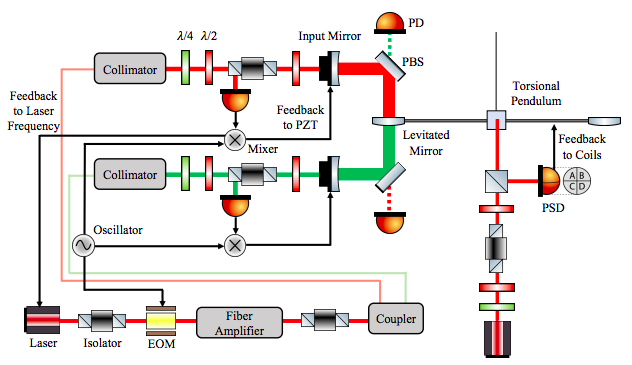 PD
λ/4
λ/2
Input Mirror
PBS
Collimator
Torsional
Pendulum
Feedback
to Laser
Frequency
Feedback
to PZT
Levitated
Mirror
Feedback
to Coils
Mixer
Collimator
A B
C D
PSD
Oscillator
Fiber
Amplifier
Coupler
Laser
Isolator
EOM